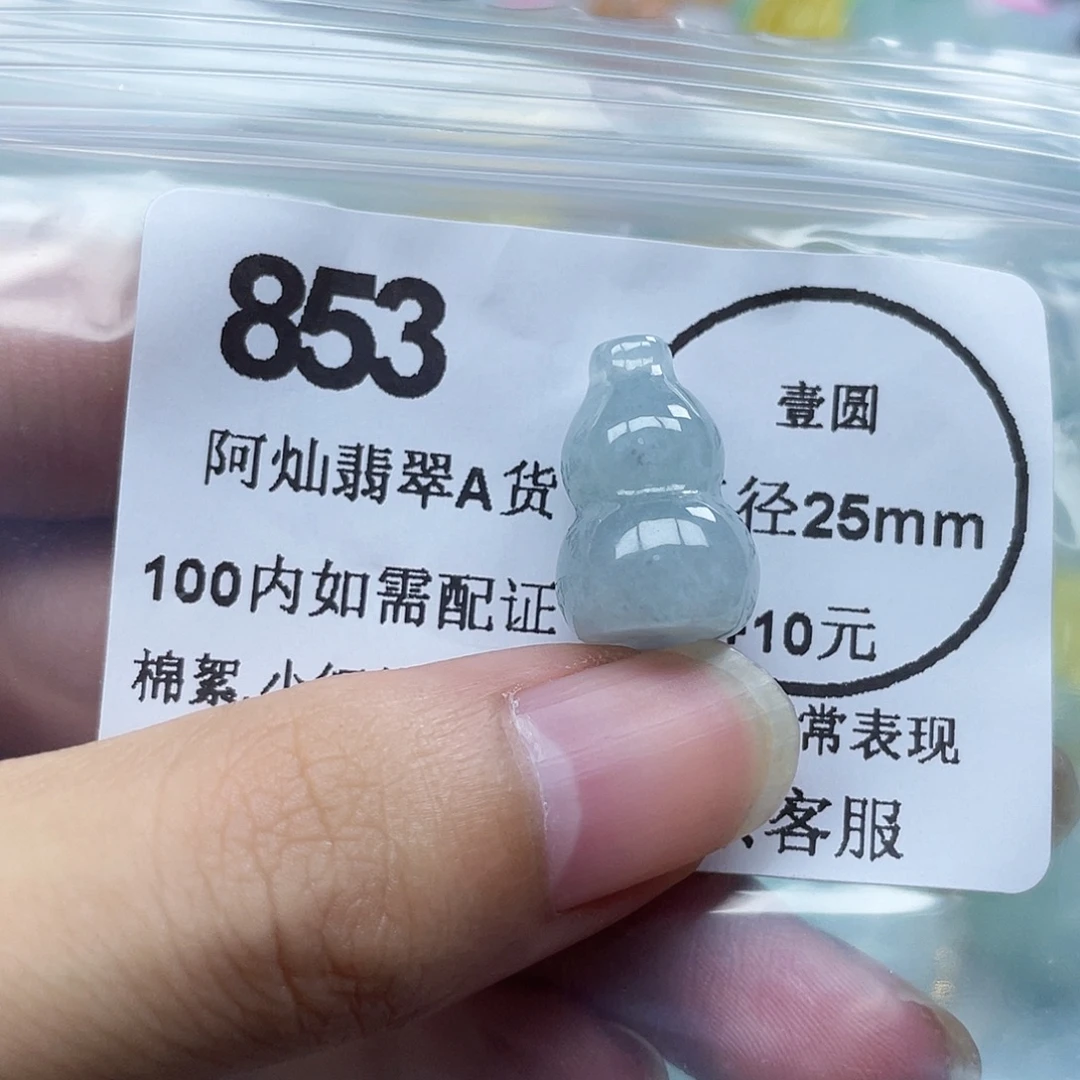 853
阿灿翡翠A货
壹圆
径25mm
100内如需配证
10元
棉絮,小
常表现
客服